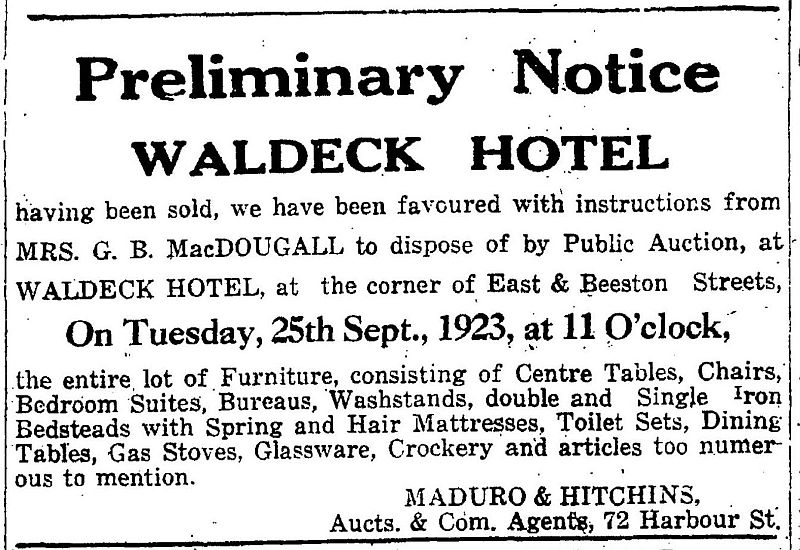 Preliminary Notice
WALDECK HOTEL
having been sold, we have been favoured with instructions from
MRS. G. B. MacDOUGALL to dispose of by Public Auction, at
WALDECK HOTEL, at the corner of East & Beeston Streets,
On Tuesday, 25th Sept., 1923, at 11 O'clock,
the entire lot of Furniture, consisting of Centre Tables, Chairs,
Bedroom Suites, Bureaus, Washstands, double and Single Iron
Bedsteads with Spring and Hair Mattresses, Toilet Sets, Dining
Tables, Gas Stoves, Glassware, Crockery and articles too numer-
ous to mention.
MADURO & HITCHINS,
Aucts. & Com. Agents, 72 Harbour St.